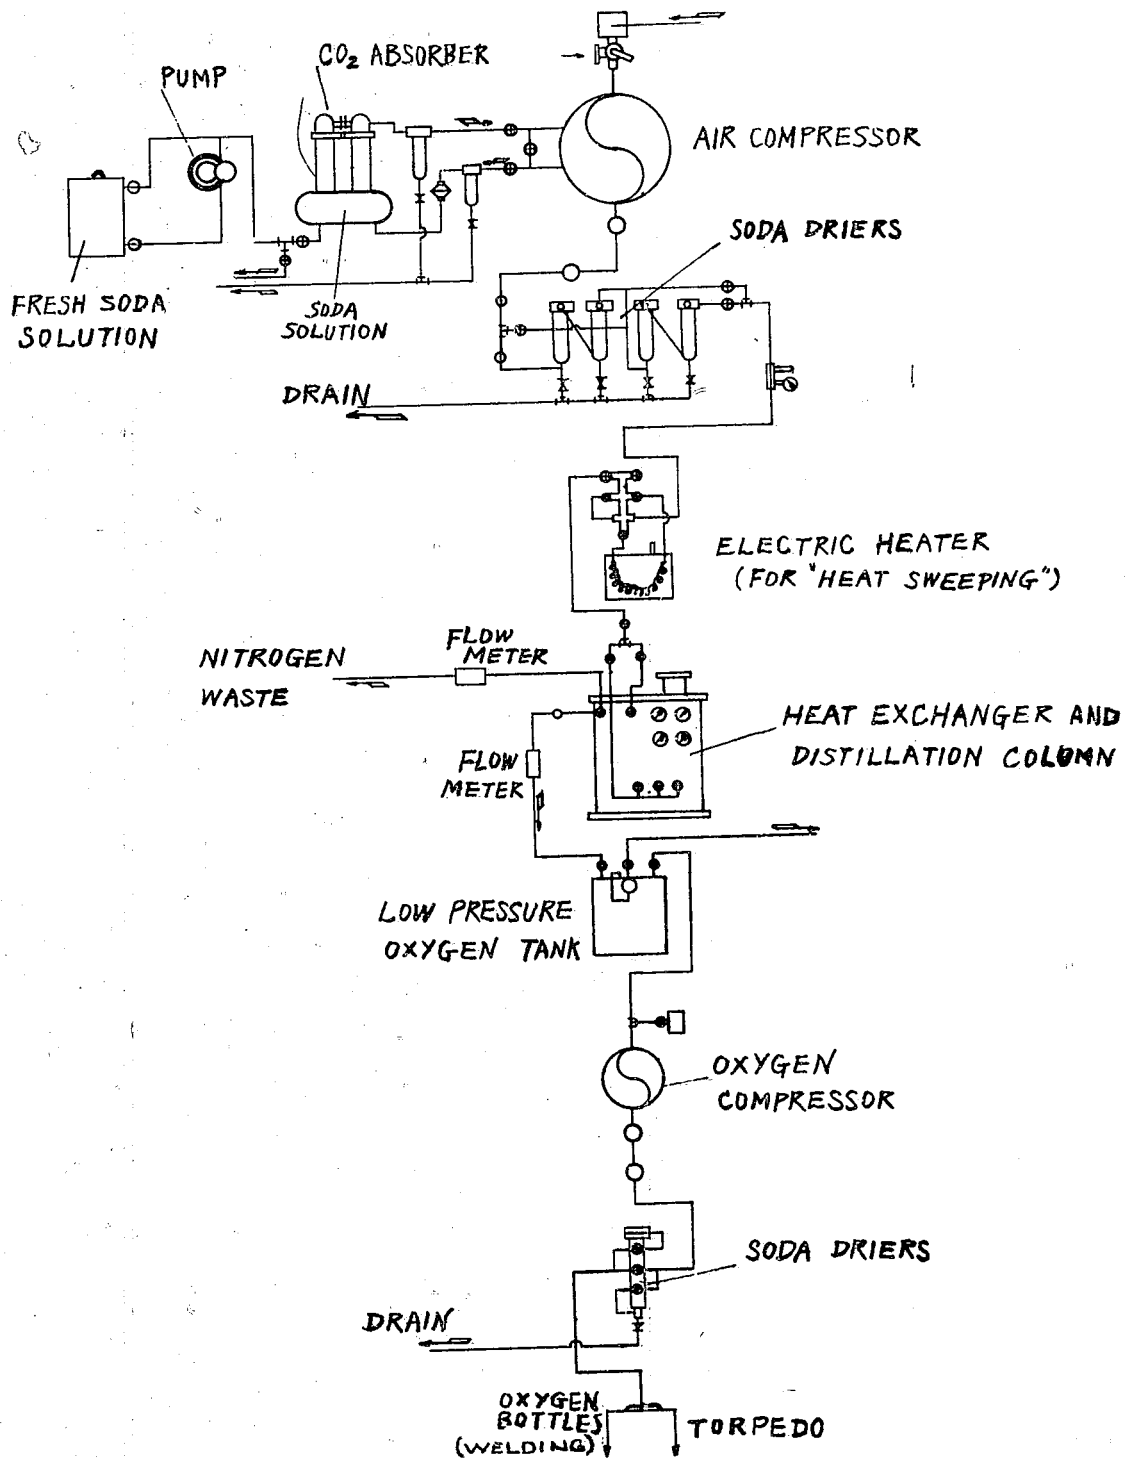 CO₂ ABSORBER
PUMP
AIR COMPRESSOR
SODA DRIERS
FRESH SODA
SOLUTION
SODA
SOLUTION
DRAIN
ELECTRIC HEATER
(FOR "HEAT SWEEPING")
FLOW
METER
NITROGEN
WASTE
HEAT EXCHANGER AND
DISTILLATION COLUMN
FLOW
METER
LOW PRESSURE
OXYGEN TANK
OXYGEN
COMPRESSOR
SODA DRIERS
DRAIN
OXYGEN
BOTTLES
(WELDING)
TORPEDO